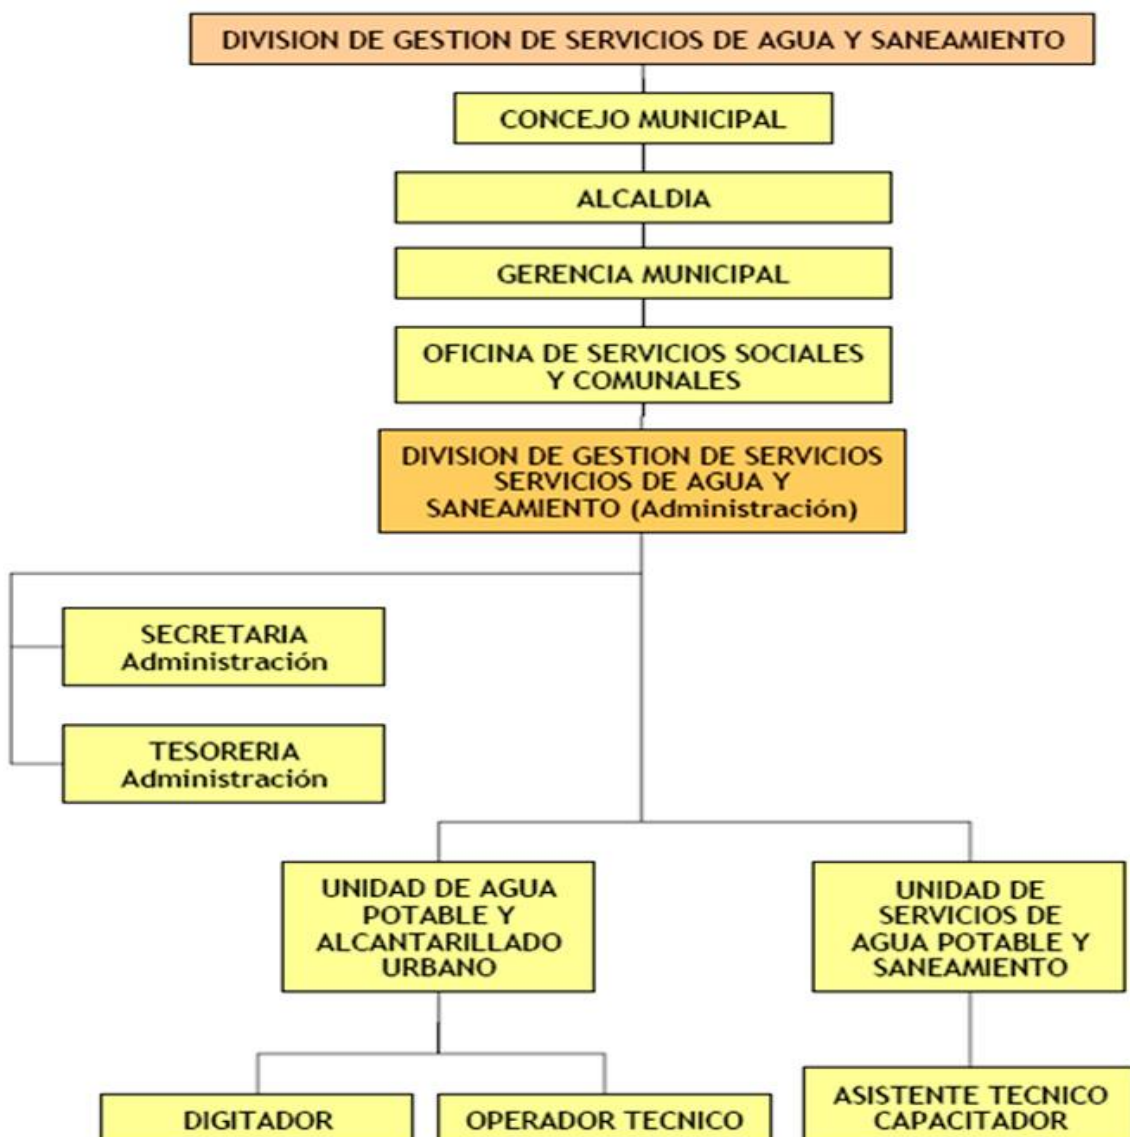 DIVISION DE GESTION DE SERVICIOS DE AGUA Y SANEAMIENTO
CONCEJO MUNICIPAL
ALCALDIA
GERENCIA MUNICIPAL
OFICINA DE SERVICIOS SOCIALES
Y COMUNALES
DIVISION DE GESTION DE SERVICIOS
SERVICIOS DE AGUA Y
SANEAMIENTO (Administración)
SECRETARIA
Administración
TESORERIA
Administración
UNIDAD DE AGUA
POTABLE Y
ALCANTARILLADO
URBANO
UNIDAD DE
SERVICIOS DE
AGUA POTABLE Y
SANEAMIENTO
DIGITADOR
OPERADOR TECNICO
ASISTENTE TECNICO
CAPACITADOR